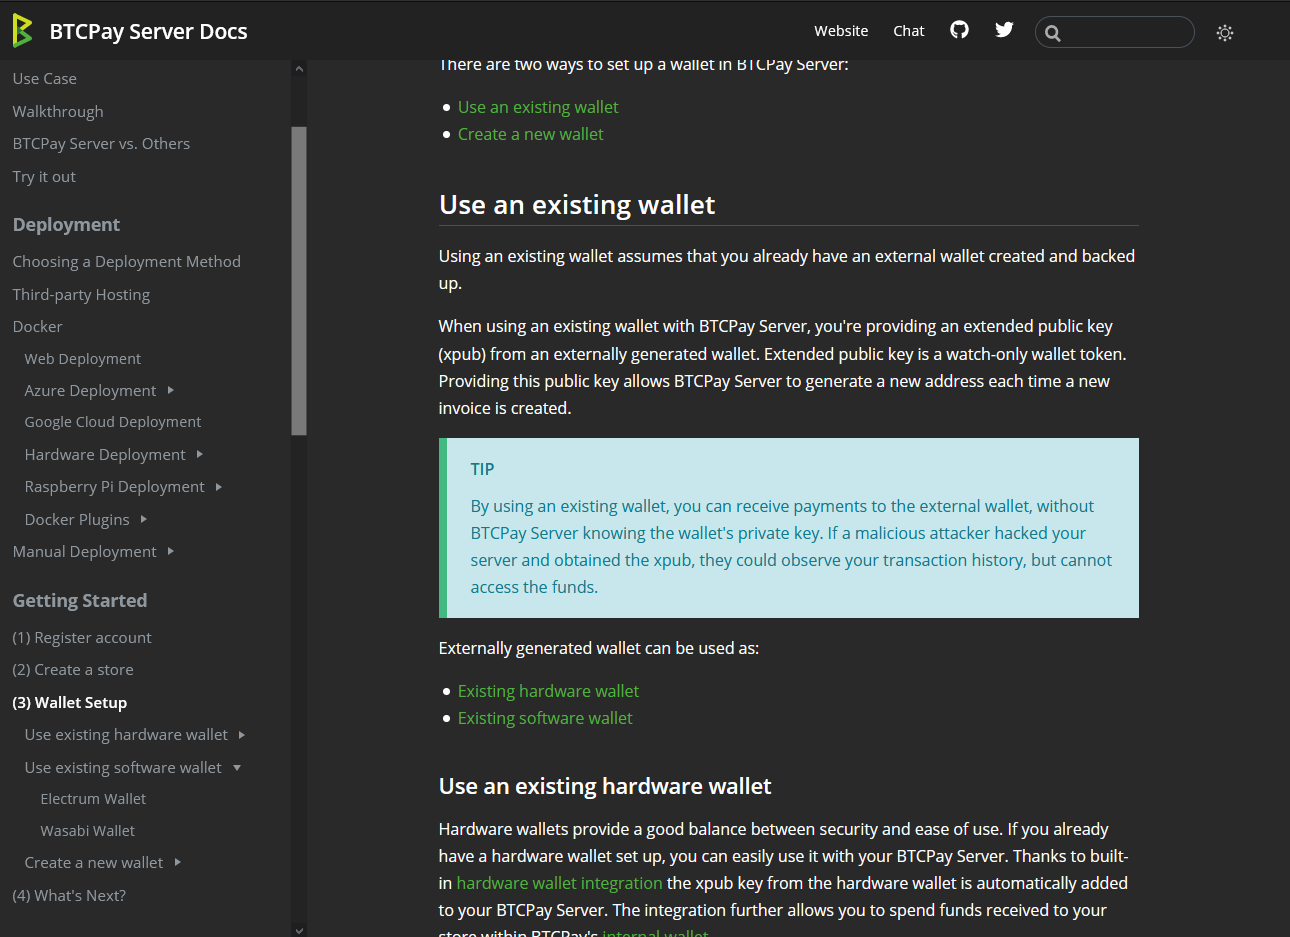 BTCPay Server Docs
Website
Chat
Use Case
Walkthrough
BTCPay Server vs. Others
Try it out
Deployment
Choosing a Deployment Method
Third-party Hosting
Docker
Web Deployment
Azure Deployment
Google Cloud Deployment
Hardware Deployment
Raspberry Pi Deployment
Docker Plugins
Manual Deployment
Getting Started
(1) Register account
(2) Create a store
(3) Wallet Setup
Use existing hardware wallet
Use existing software wallet
Electrum Wallet
Wasabi Wallet
Create a new wallet
(4) What's Next?
There are two ways to set up a wallet in BTCPay Server:
Use an existing wallet
Create a new wallet
Use an existing wallet
Using an existing wallet assumes that you already have an external wallet created and backed
up.
When using an existing wallet with BTCPay Server, you're providing an extended public key
(xpub) from an externally generated wallet. Extended public key is a watch-only wallet token.
Providing this public key allows BTCPay Server to generate a new address each time a new
invoice is created.
TIP
By using an existing wallet, you can receive payments to the external wallet, without
BTCPay Server knowing the wallet's private key. If a malicious attacker hacked your
server and obtained the xpub, they could observe your transaction history, but cannot
access the funds.
Externally generated wallet can be used as:
Existing hardware wallet
Existing software wallet
Use an existing hardware wallet
Hardware wallets provide a good balance between security and ease of use. If you already
have a hardware wallet set up, you can easily use it with your BTCPay Server. Thanks to built-
in hardware wallet integration the xpub key from the hardware wallet is automatically added
to your BTCPay Server. The integration further allows you to spend funds received to your
store within BTCPay's internal wallet